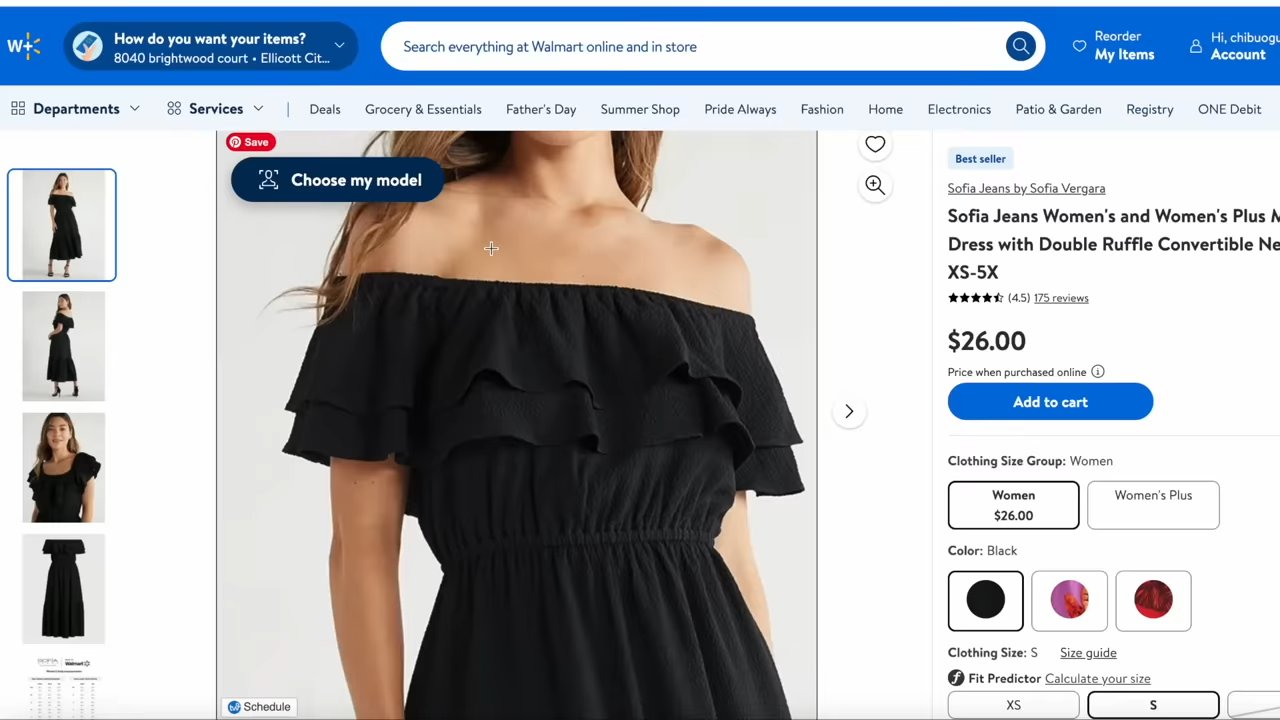 How do you want your items?
8040 brightwood court • Ellicott Cit...
Search everything at Walmart online and in store
Reorder
My Items
Hi, chibuogu
Account
Departments
Services
Deals
Grocery & Essentials
Father's Day
Summer Shop
Pride Always
Fashion
Home
Electronics
Patio & Garden
Registry
ONE Debit
Save
Choose my model
Schedule
Best seller
Sofia Jeans by Sofia Vergara
Sofia Jeans Women's and Women's Plus M
Dress with Double Ruffle Convertible Ne
XS-5X
(4.5) 175 reviews
$26.00
Price when purchased online
Add to cart
Clothing Size Group: Women
Women
$26.00
Women's Plus
Color: Black
Clothing Size: S
Size guide
Fit Predictor Calculate your size
XS
S